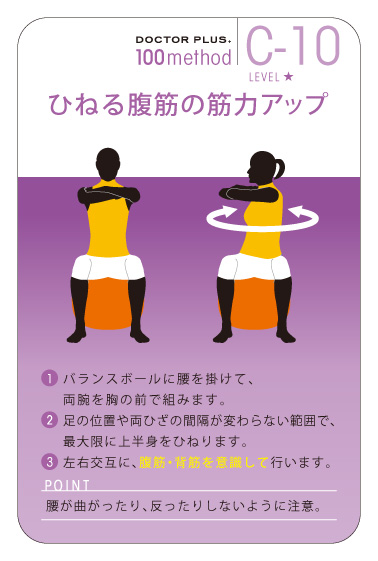 DOCTOR PLUS.
100method
C-10
LEVEL ★
ひねる腹筋の筋力アップ
1 バランスボールに腰を掛けて、
両腕を胸の前で組みます。
2 足の位置や両ひざの間隔が変わらない範囲で、
最大限に上半身をひねります。
3 左右交互に、腹筋・背筋を意識して行います。
POINT
腰が曲がったり、反ったりしないように注意。